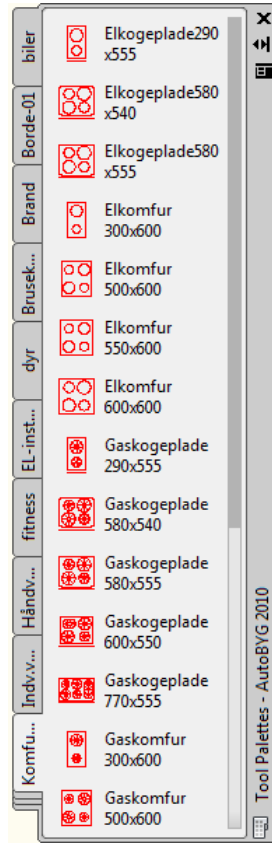 biler
Borde-01
Brand
Brusek...
dyr
EL-inst...
fitness
Håndv...
Indv.v...
Komfu...
Elkogeplade290
x555
Elkogeplade580
x540
Elkogeplade580
x555
Elkomfur
300x600
Elkomfur
500x600
Elkomfur
550x600
Elkomfur
600x600
Gaskogeplade
290x555
Gaskogeplade
580x540
Gaskogeplade
580x555
Gaskogeplade
600x550
Gaskogeplade
770x555
Gaskomfur
300x600
Gaskomfur
500x600
Tool Palettes - AutoBYG 2010